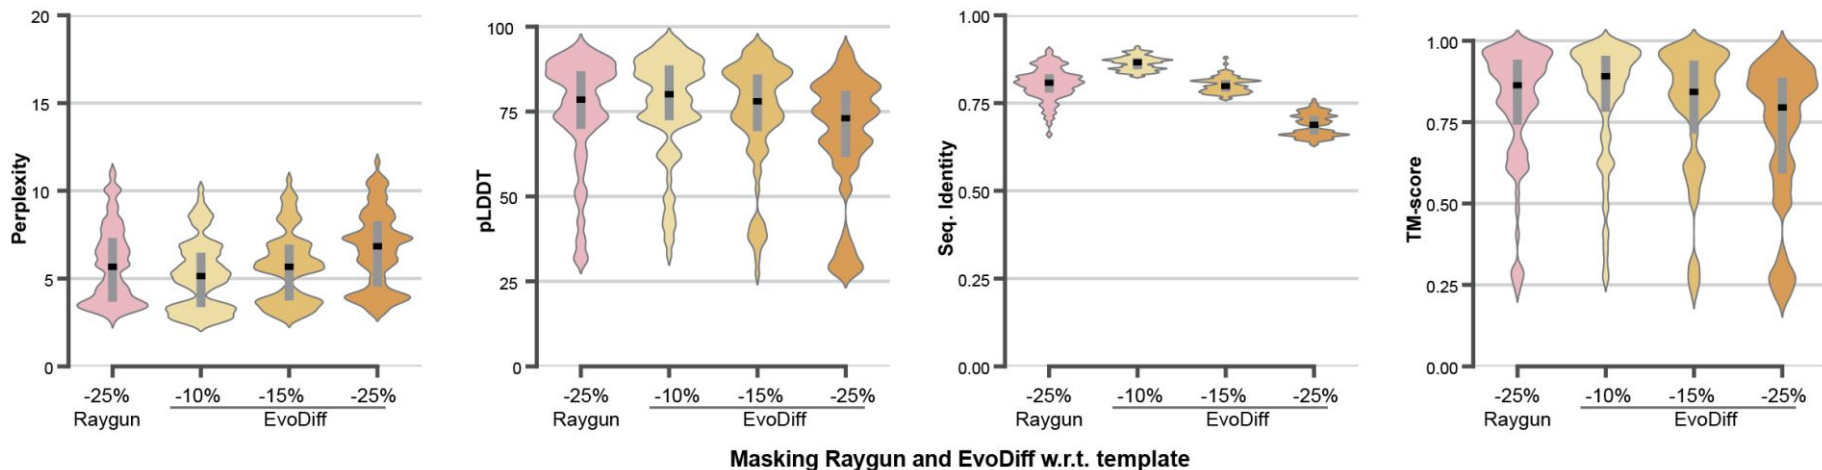 Perplexity
20
15
10
5
0
-25% -10% -15% -25%
Raygun EvoDiff
pLDDT
100
75
50
25
0
-25% -10% -15% -25%
Raygun EvoDiff
Seq. Identity
1.00
0.75
0.50
0.25
0.00
-25% -10% -15% -25%
Raygun EvoDiff
TM-score
1.00
0.75
0.50
0.25
0.00
-25% -10% -15% -25%
Raygun EvoDiff
Masking Raygun and EvoDiff w.r.t. template